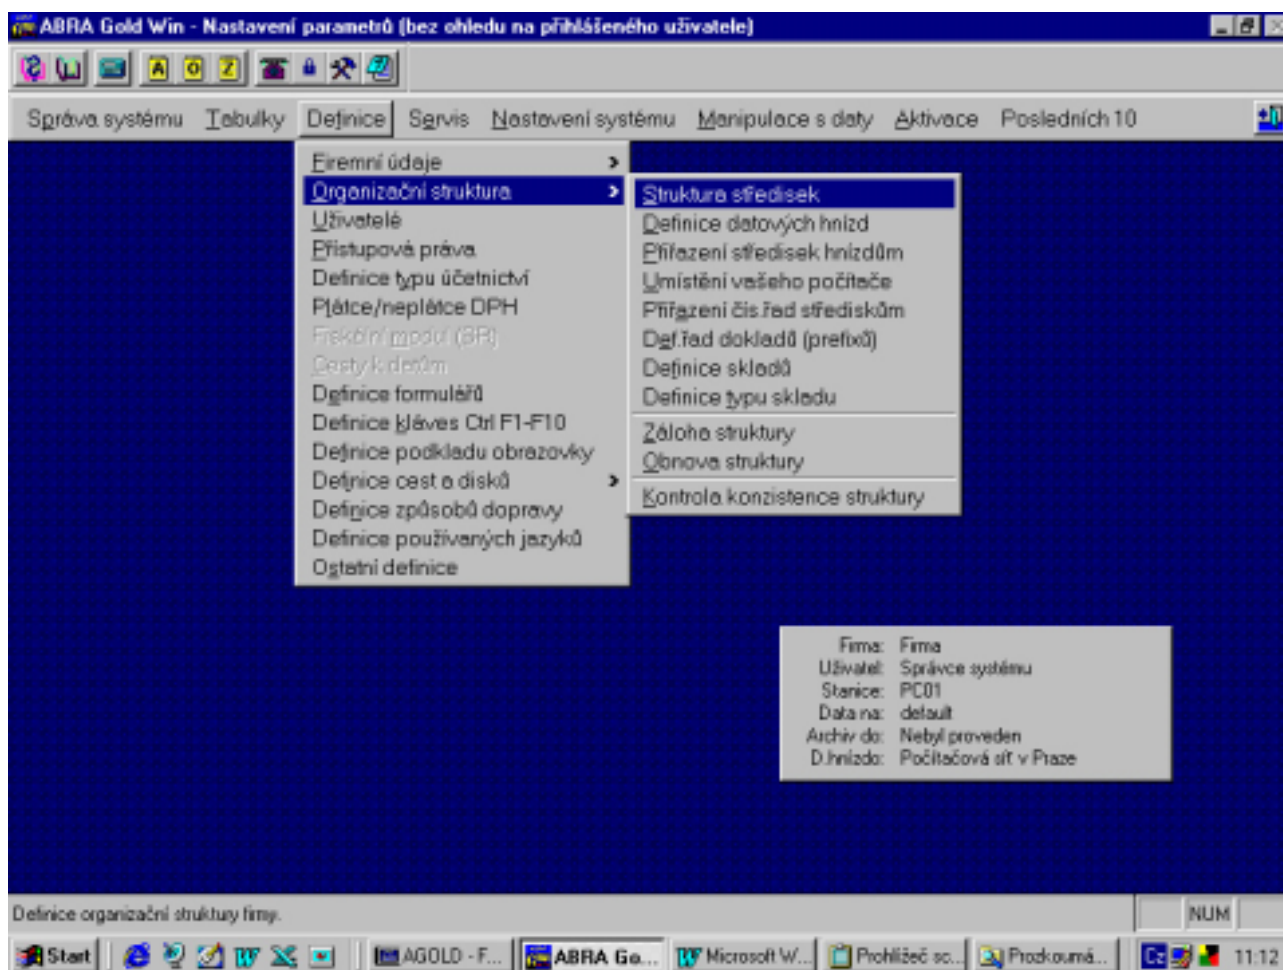 ABRA Gold Win - Nastavení parametrů (bez ohledu na přihlášeného uživatele)
A O Z
Správa systému Tabulky Definice Servis Nastavení systému Manipulace s daty Aktivace Posledních 10
Firemní údaje
Organizační struktura
Uživatelé
Přístupová práva
Definice typu účetnictví
Plátce/neplátce DPH
Fiskální modul (SR)
Cesty k datům
Definice formulářů
Definice kláves Ctrl F1-F10
Definice podkladu obrazovky
Definice cest a disků
Definice způsobů dopravy
Definice používaných jazyků
Ostatní definice
Struktura středisek
Definice datových hnízd
Přiřazení středisek hnízdům
Umístění vašeho počítače
Přiřazení čís.řad střediskům
Def.řad dokladů (prefixů)
Definice skladů
Definice typu skladu
Záloha struktury
Obnova struktury
Kontrola konzistence struktury
Firma: Firma
Uživatel: Správce systému
Stanice: PC01
Data na: default
Archiv do: Nebyl proveden
D.hnízdo: Počítačová síť v Praze
Definice organizační struktury firmy.
NUM
Start AGOLD - F... ABRA Go... Microsoft W... Prohlížeč sc... Prozkoumá... Cz 11:12